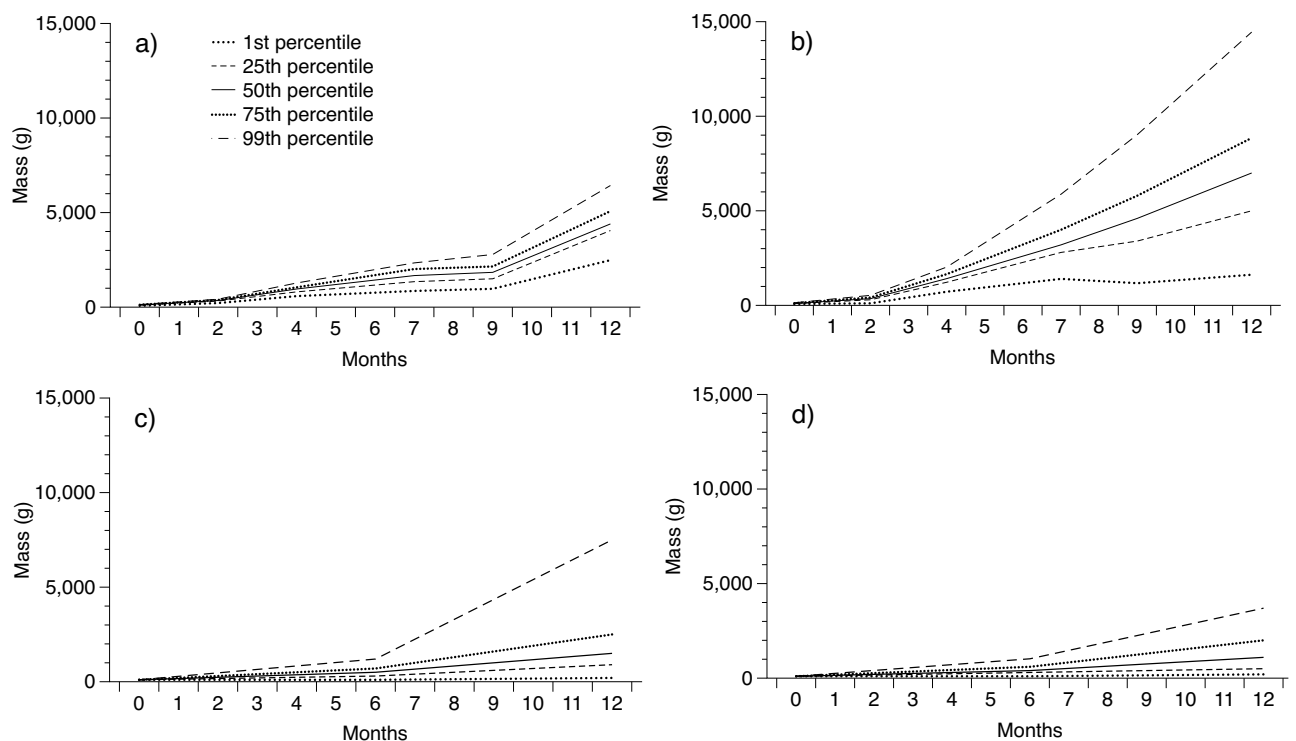 a)
15,000
10,000
5,000
0
Mass (g)
1st percentile
25th percentile
50th percentile
75th percentile
99th percentile
0 1 2 3 4 5 6 7 9 10 11 12
Months
b)
15,000
10,000
5,000
0
Mass (g)
0 1 2 3 4 5 6 7 9 10 11 12
Months
c)
15,000
10,000
5,000
0
Mass (g)
0 1 2 3 4 5 6 7 8 9 10 11 12
Months
d)
15,000
10,000
5,000
0
Mass (g)
0 1 2 3 4 5 6 7 8 9 10 11 12
Months